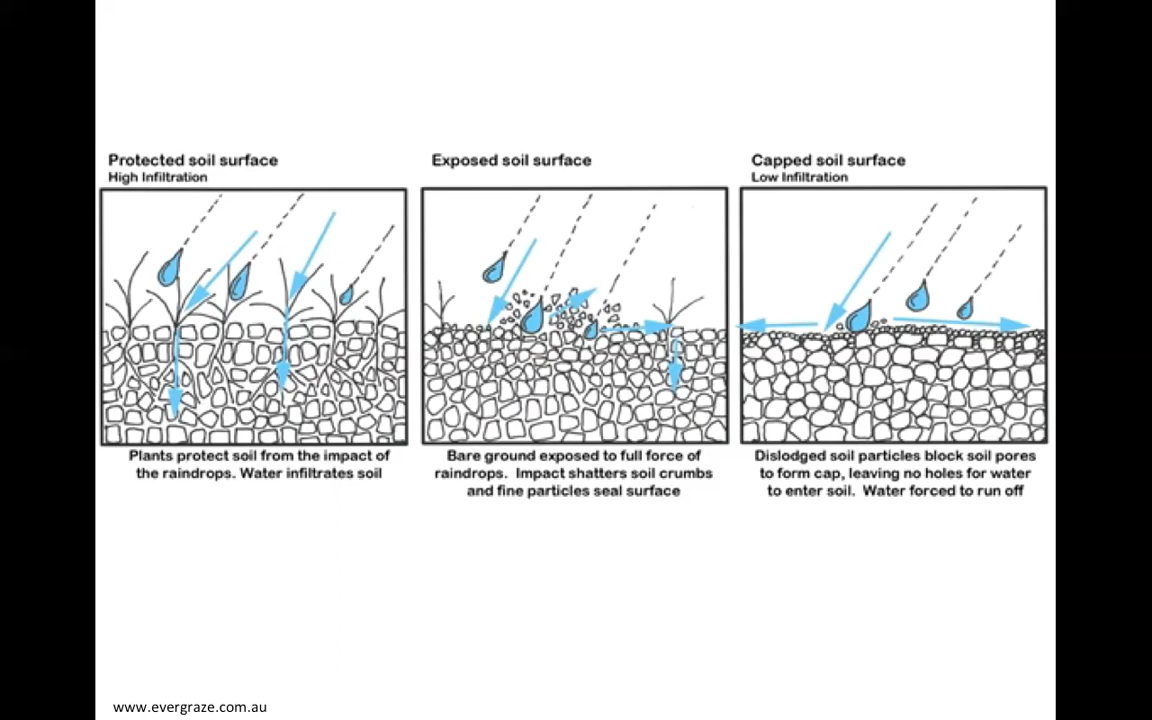 Protected soil surface
High Infiltration
Plants protect soil from the impact of
the raindrops. Water infiltrates soil
Exposed soil surface
Bare ground exposed to full force of
raindrops. Impact shatters soil crumbs
and fine particles seal surface
Capped soil surface
Low Infiltration
Dislodged soil particles block soil pores
to form cap, leaving no holes for water
to enter soil. Water forced to run off
www.evergraze.com.au